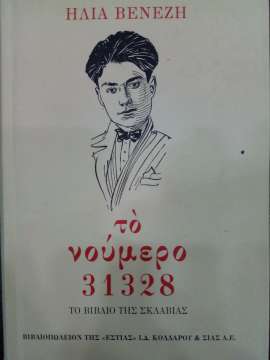 ΗΛΙΑ ΒΕΝΕΖΗ
τὸ
νούμερο
31328
ΤΟ ΒΙΒΛΙΟ ΤΗΣ ΣΚΛΑΒΙΑΣ
ΒΙΒΛΙΟΠΩΛΕΙΟΝ ΤΗΣ «ΕΣΤΙΑΣ» Ι.Δ. ΚΟΛΛΑΡΟΥ & ΣΙΑΣ Α.Ε.